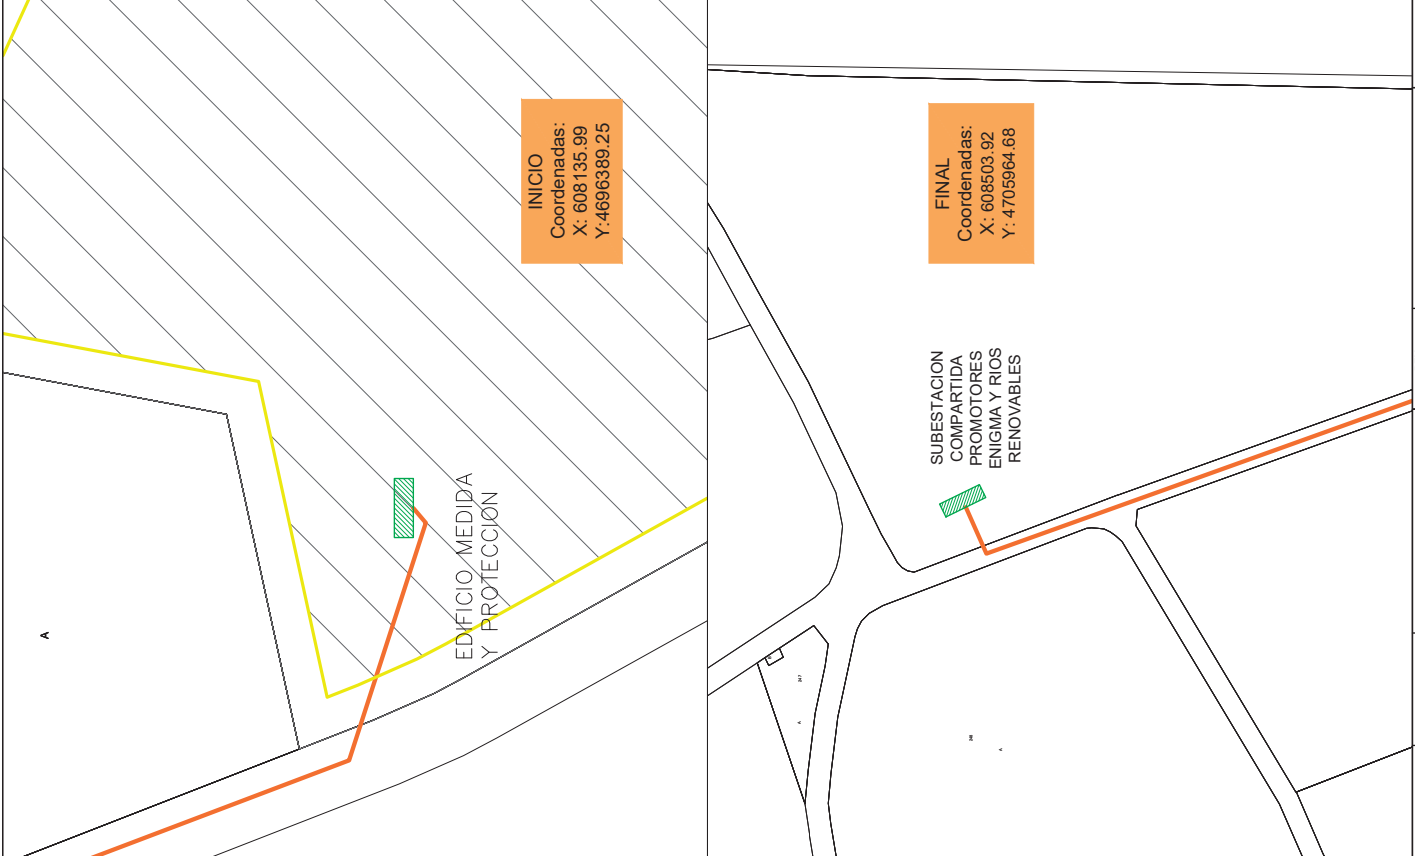 INICIO
Coordenadas:
X: 608135.99
Y:4696389.25
EDIFICIO MEDIDA
Y PROTECCION
A
FINAL
Coordenadas:
X: 608503.92
Y: 4705964.68
SUBESTACION
COMPARTIDA
PROMOTORES
ENIGMA Y RIOS
RENOVABLES
A
A